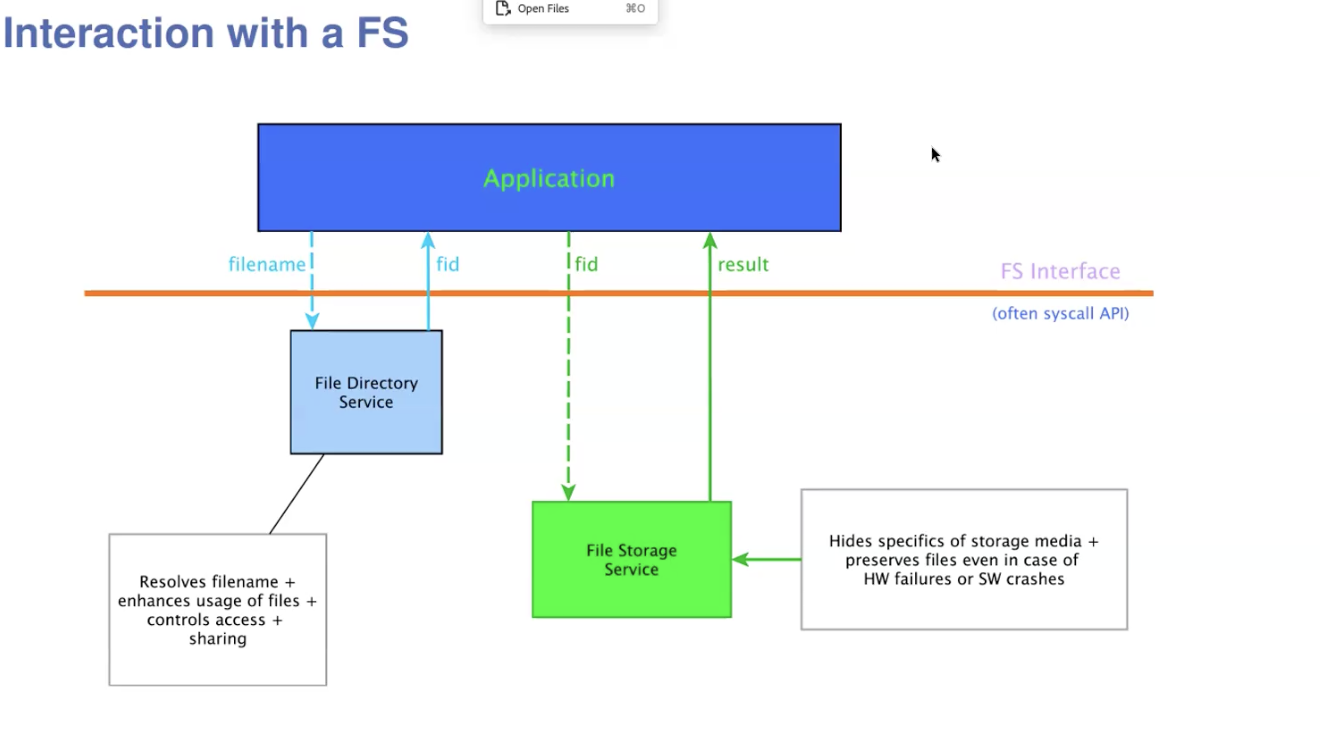 Open Files ⌘O
Interaction with a FS
Application
filename
fid
fid
result
FS Interface
(often syscall API)
File Directory
Service
File Storage
Service
Hides specifics of storage media +
preserves files even in case of
HW failures or SW crashes
Resolves filename +
enhances usage of files +
controls access +
sharing